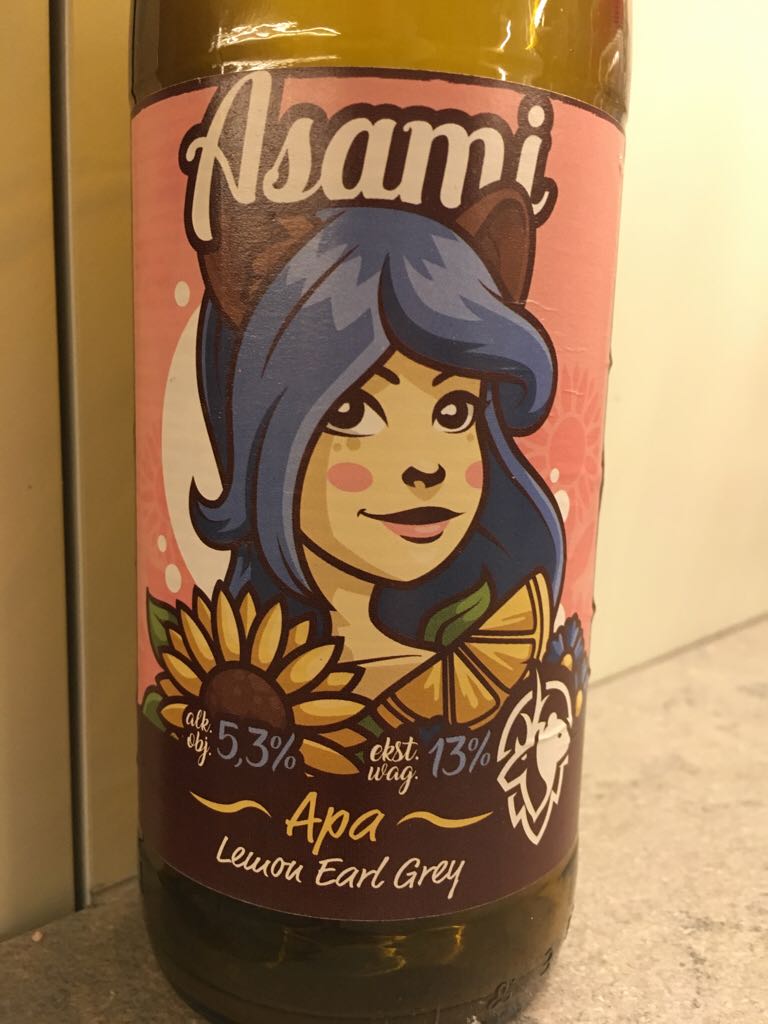 Asami
alk. obj. 5,3%
ekst. wag. 13%
Apa
Lemon Earl Grey